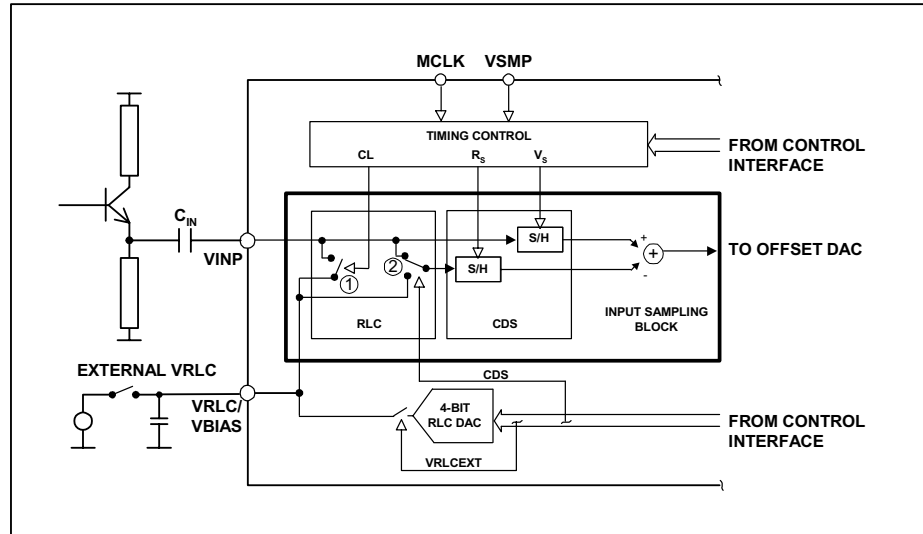 MCLK VSMP
TIMING CONTROL
CL RS VS
FROM CONTROL
INTERFACE
CIN
VINP
S/H
TO OFFSET DAC
2
S/H
1
+
+
-
INPUT SAMPLING
BLOCK
RLC
CDS
EXTERNAL VRLC
CDS
VRLC/
VBIAS
4-BIT
RLC DAC
FROM CONTROL
INTERFACE
VRLCEXT